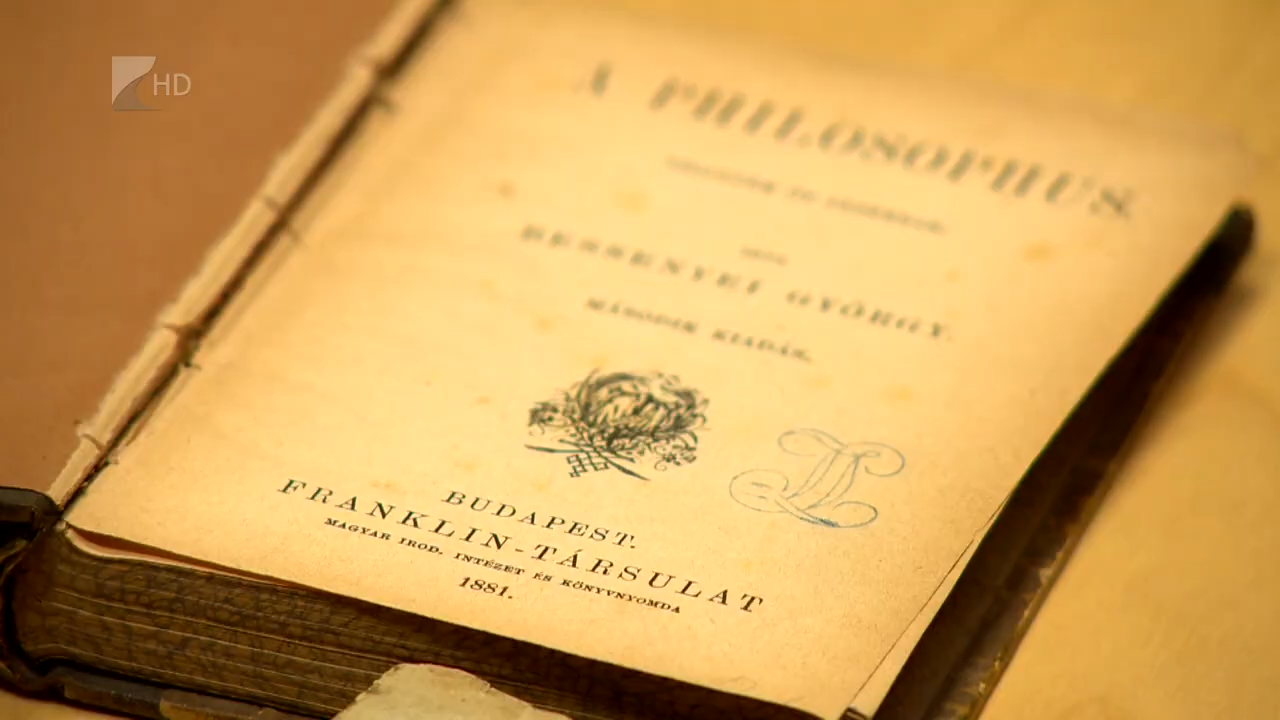 HD
A PHILOSOPHUS.
BESSENYEI GYÖRGY.
MÁSODIK KIADÁS.
BUDAPEST.
FRANKLIN-TÁRSULAT
MAGYAR IROD. INTÉZET ÉS KÖNYVNYOMDA
1881.